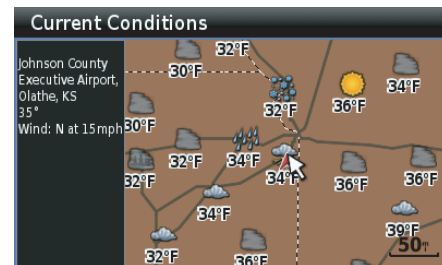 Current Conditions
Johnson County
Executive Airport,
Olathe, KS
35°
Wind: N at 15mph
32°F
30°F
34°F
32°F
36°F
30°F
32°F
32°F
34°F
34°F
36°F
36°F
34°F
39°F
32°F
36°F
50